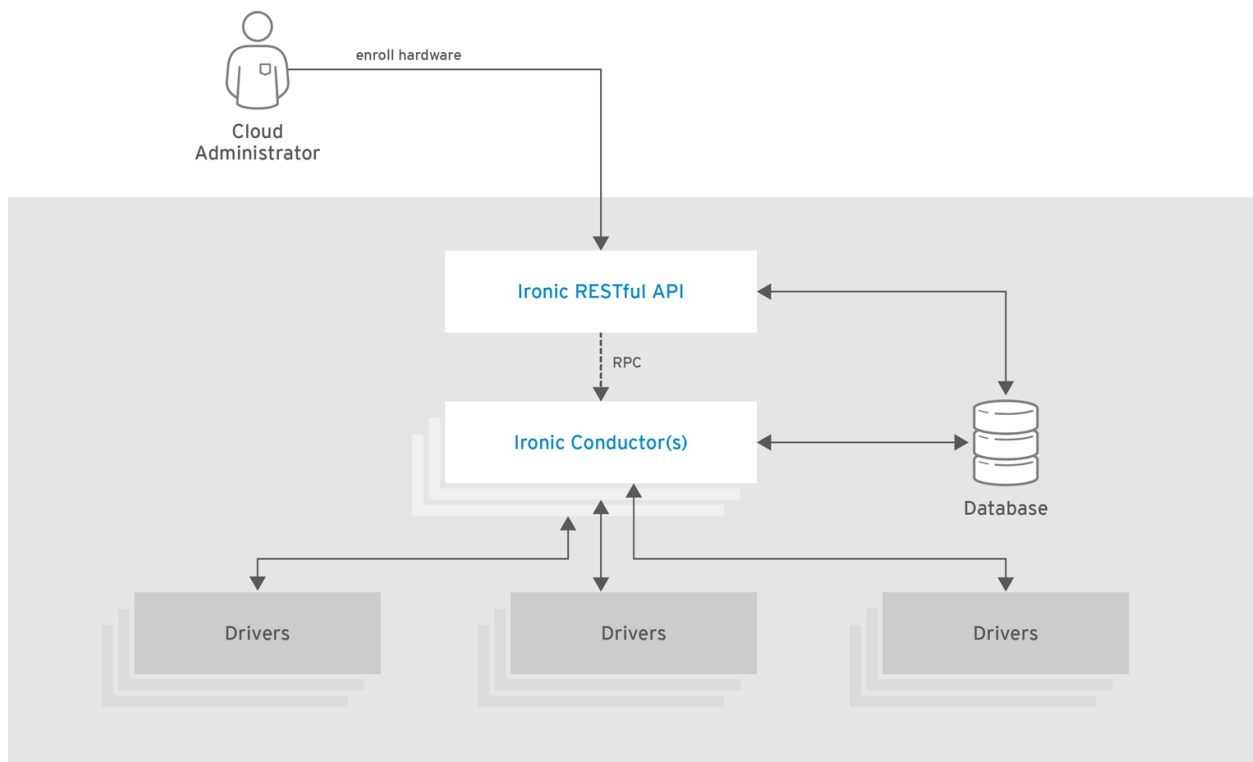 enroll hardware
Cloud
Administrator
Ironic RESTful API
RPC
Ironic Conductor(s)
Database
Drivers
Drivers
Drivers